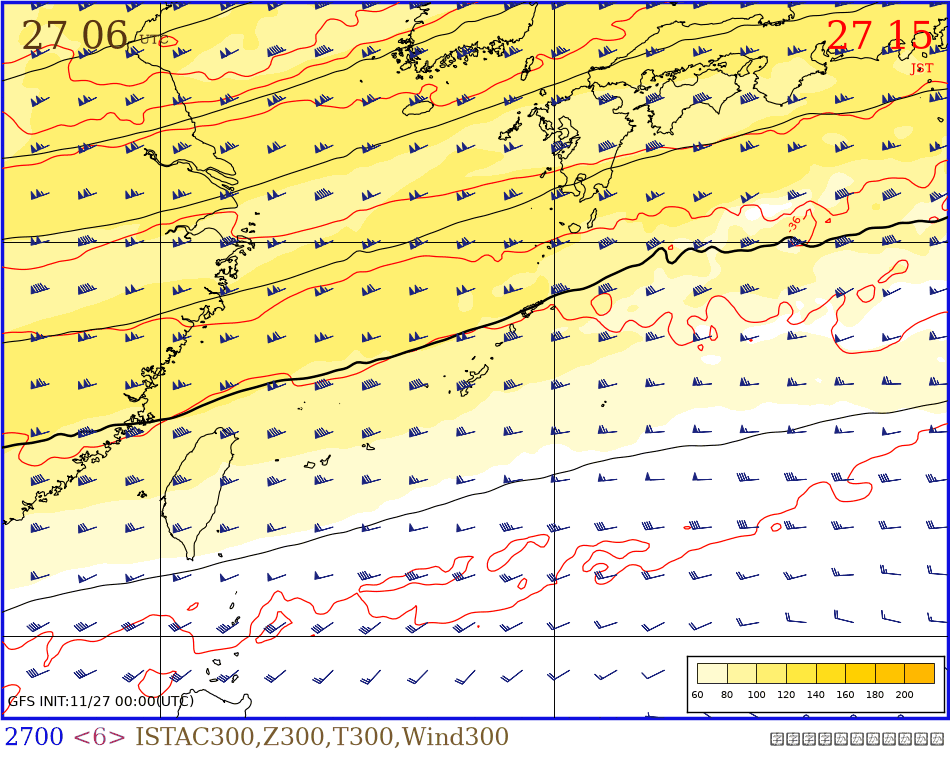 27 06 UTC
27 15
JST
-36
60 80 100 120 140 160 180 200
GFS INIT:11/27 00:00(UTC)
2700 <6> ISTAC300,Z300,T300,Wind300